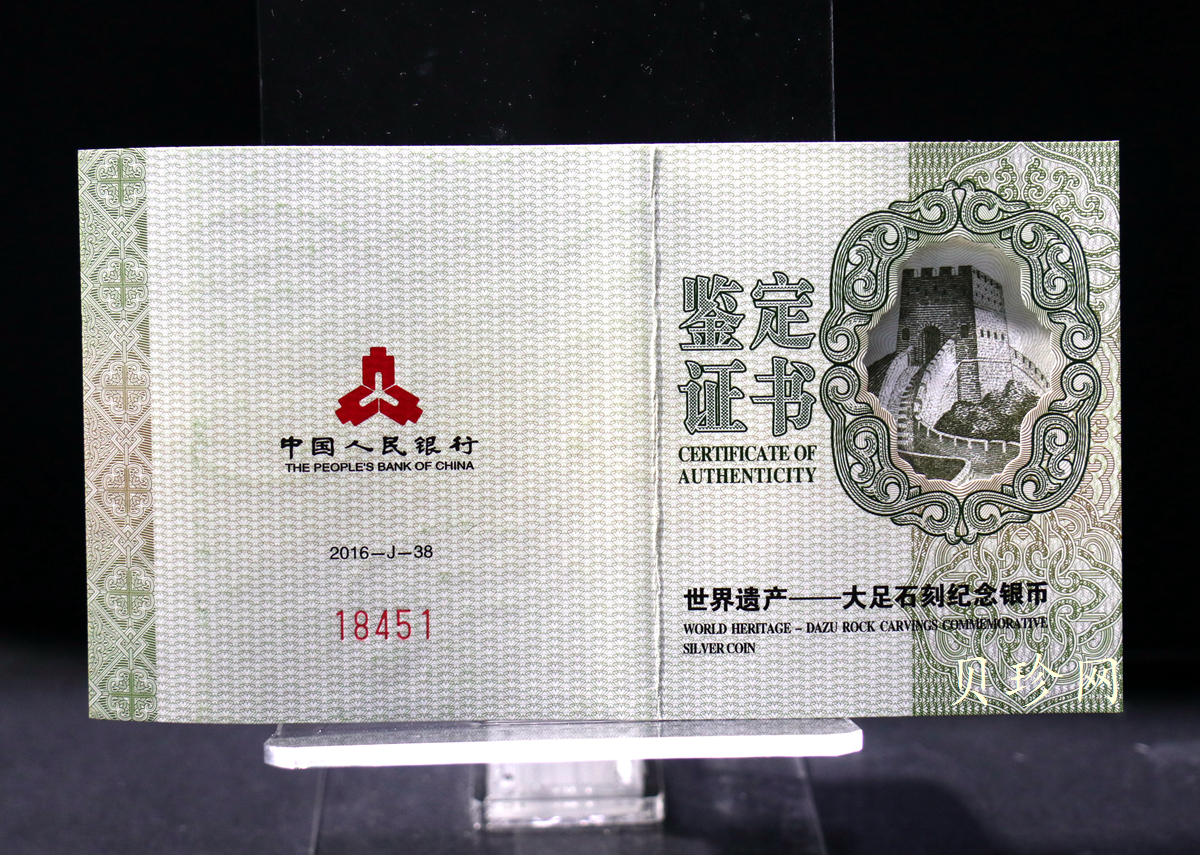 中国人民银行
THE PEOPLE'S BANK OF CHINA
2016—J—38
18451
鉴定
证书
CERTIFICATE OF
AUTHENTICITY
世界遗产——大足石刻纪念银币
WORLD HERITAGE – DAZU ROCK CARVINGS COMMEMORATIVE
SILVER COIN
贝珍网